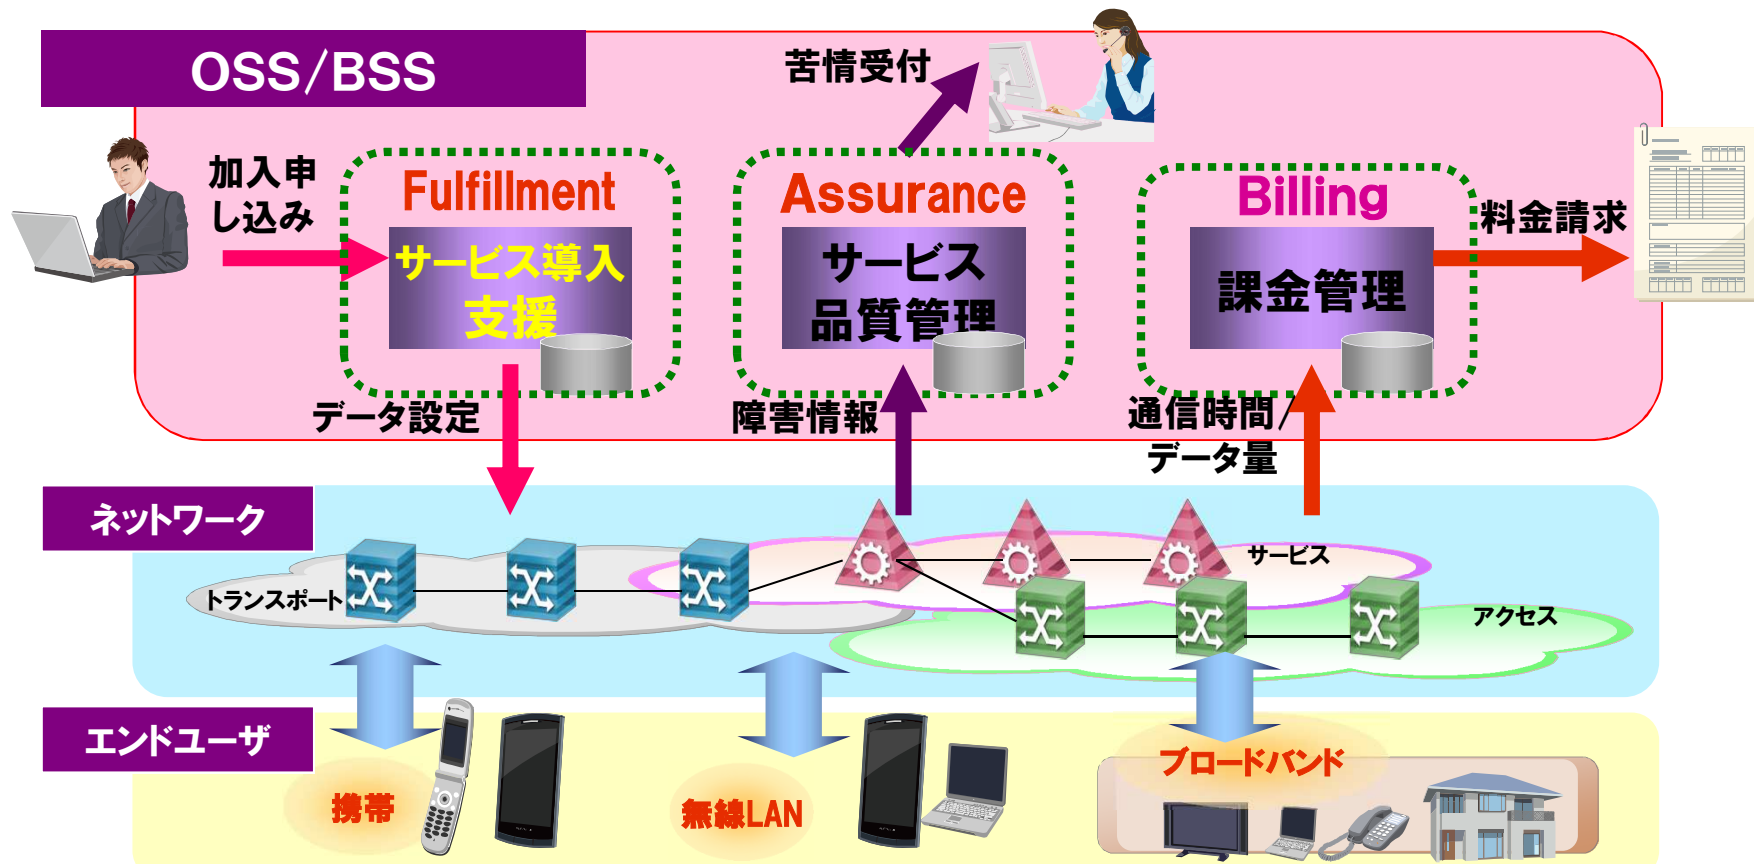 OSS/BSS
苦情受付
加入申
し込み
Fulfillment
サービス導入
支援
Assurance
サービス
品質管理
Billing
課金管理
料金請求
データ設定
障害情報
通信時間/
データ量
ネットワーク
トランスポート
サービス
アクセス
エンドユーザ
携帯
無線LAN
ブロードバンド